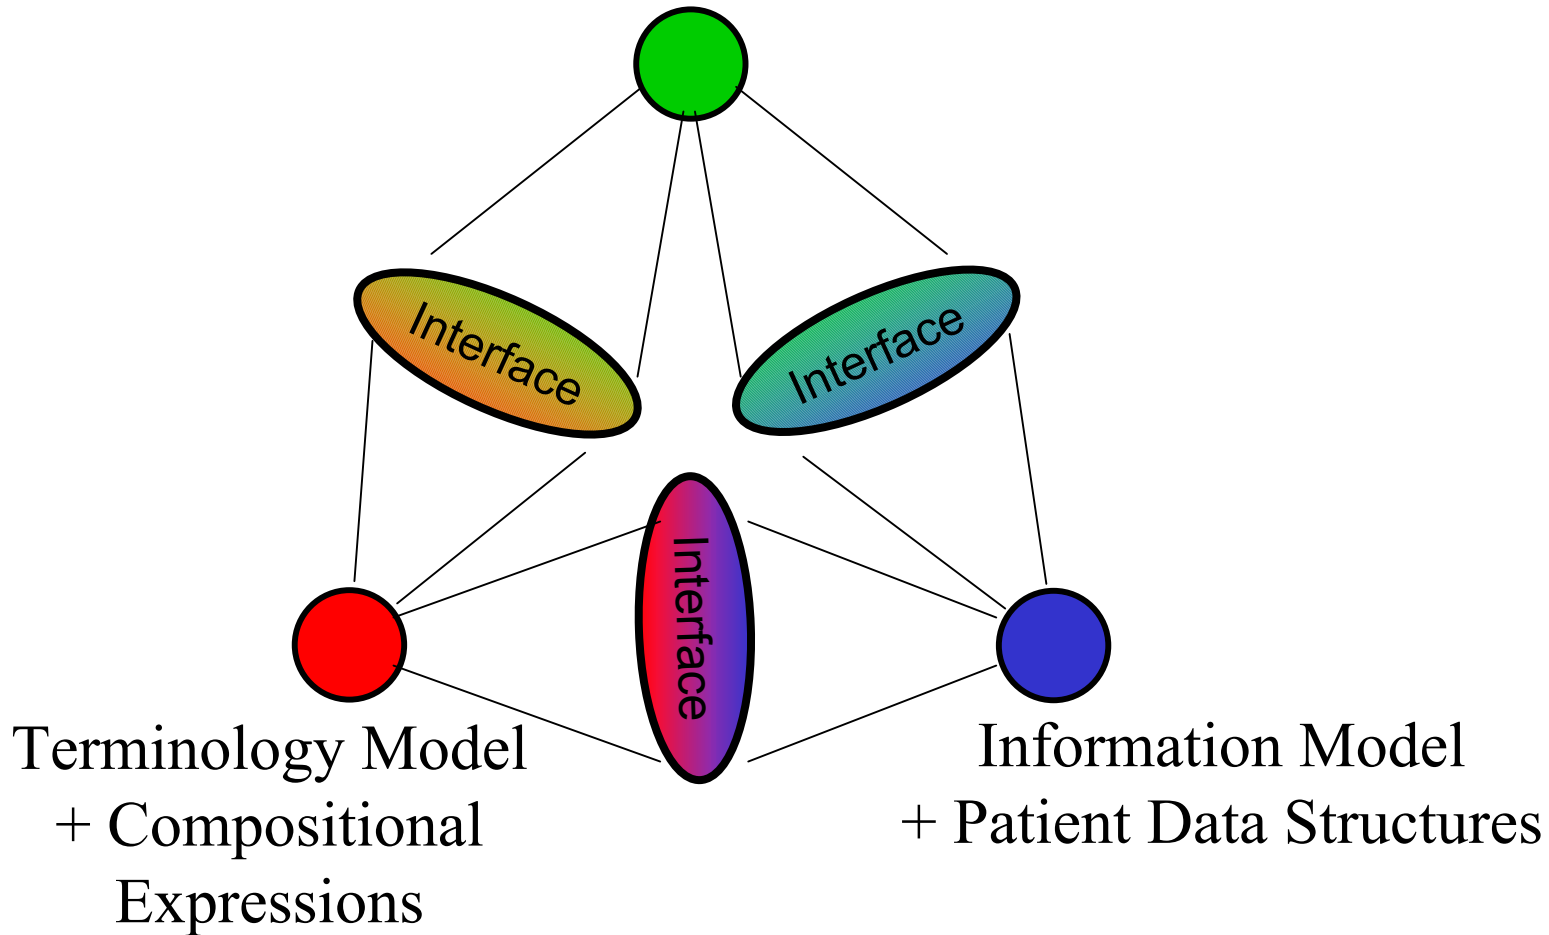 Interface
Interface
Interface
Terminology Model
+ Compositional
Expressions
Information Model
+ Patient Data Structures